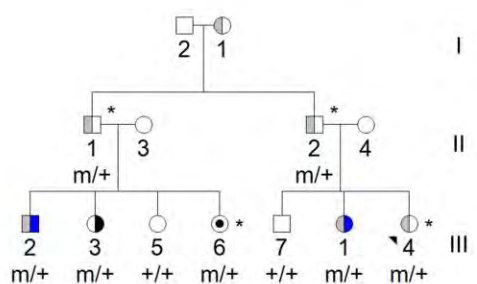 2 1 I
* *
1 3 2 4 II
m/+ m/+
* *
2 3 5 6 7 1 4 III
m/+ m/+ +/+ m/+ +/+ m/+ m/+